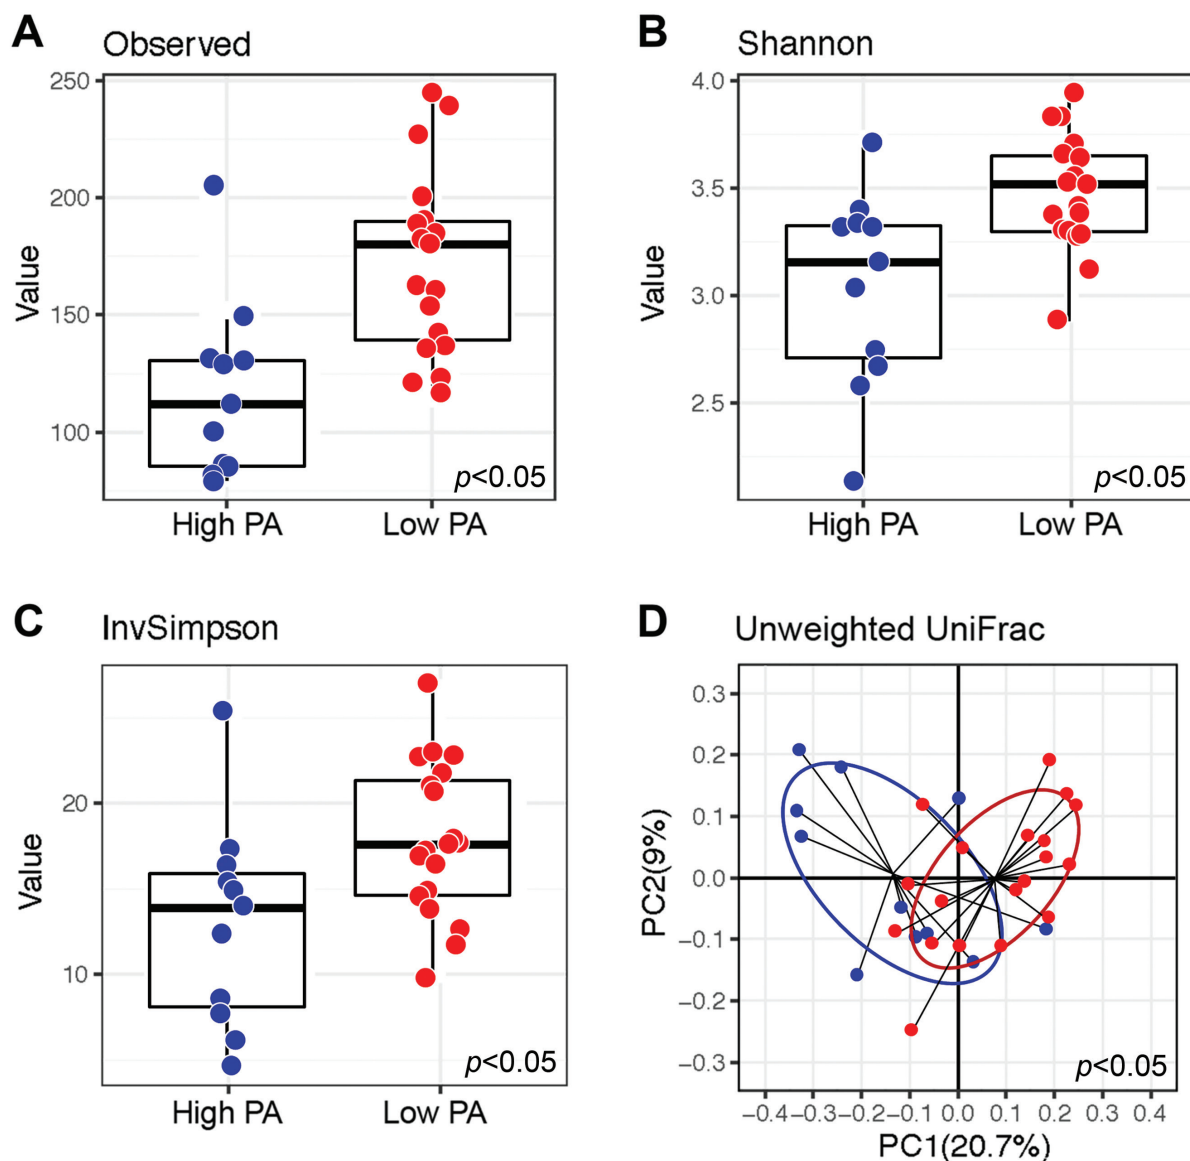 A
Observed
250
200
150
100
Value
High PA
Low PA
p<0.05
B
Shannon
4.0
3.5
3.0
2.5
Value
High PA
Low PA
p<0.05
C
InvSimpson
20
10
Value
High PA
Low PA
p<0.05
D
Unweighted UniFrac
0.3
0.2
0.1
0.0
−0.1
−0.2
−0.3
PC2(9%)
p<0.05
−0.4 −0.3 −0.2 −0.1 0.0 0.1 0.2 0.3 0.4
PC1(20.7%)